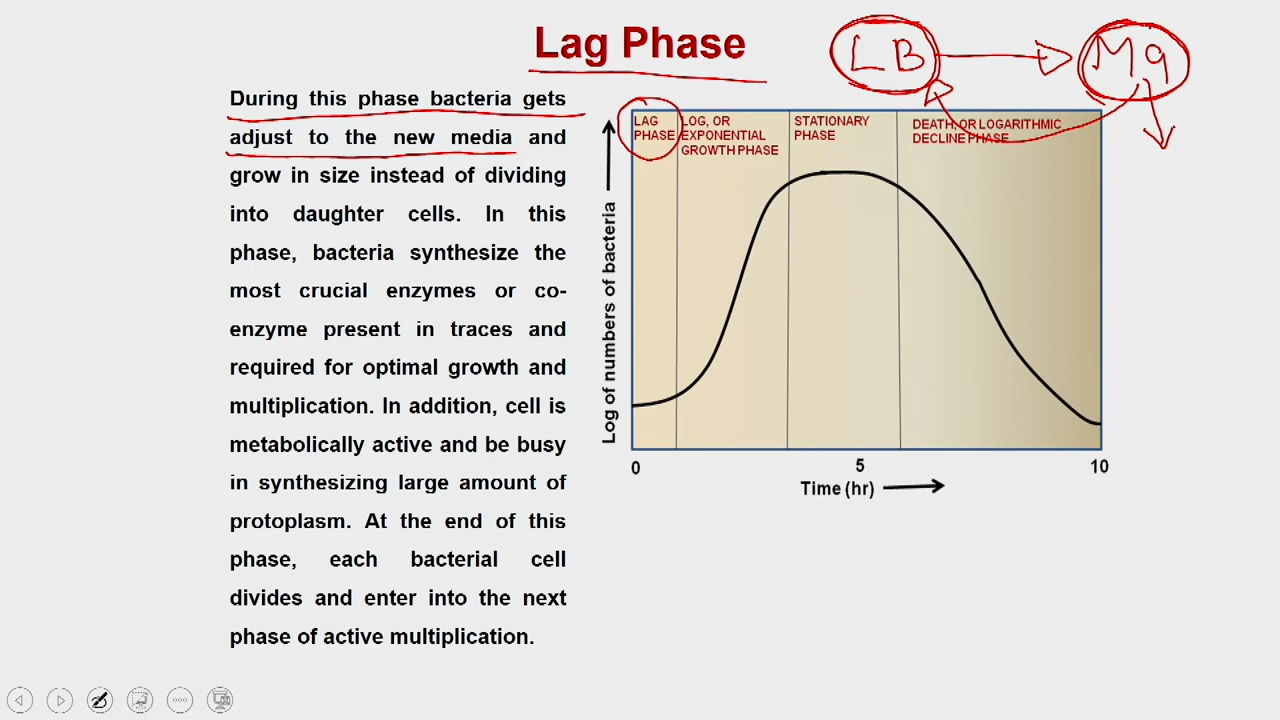 Lag Phase
LB
M9
During this phase bacteria gets
adjust to the new media and
grow in size instead of dividing
into daughter cells. In this
phase, bacteria synthesize the
most crucial enzymes or co-
enzyme present in traces and
required for optimal growth and
multiplication. In addition, cell is
metabolically active and be busy
in synthesizing large amount of
protoplasm. At the end of this
phase, each bacterial cell
divides and enter into the next
phase of active multiplication.
LAG
PHASE
LOG, OR
EXPONENTIAL
GROWTH PHASE
STATIONARY
PHASE
DEATH, OR LOGARITHMIC
DECLINE PHASE
Log of numbers of bacteria
0
5
10
Time (hr)